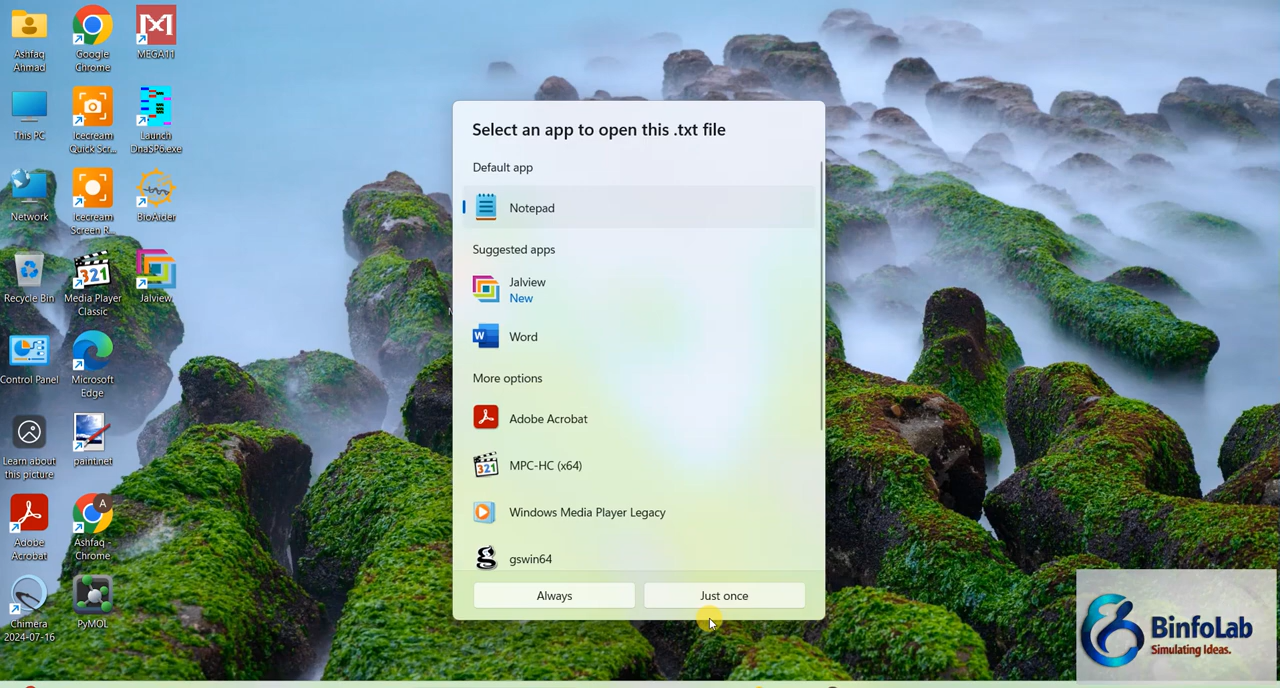 Ashfaq
Ahmad
Google
Chrome
MEGA11
This PC
Icecream
Quick Scr...
Launch
DnaSP6.exe
Network
Icecream
Screen R...
BioAider
Recycle Bin
Media Player
Classic
Jalview
Control Panel
Microsoft
Edge
Learn about
this picture
paintnet
Adobe
Acrobat
A
Ashfaq -
Chrome
Chimera
2024-07-16
PyMOL
Select an app to open this .txt file
Default app
Notepad
Suggested apps
Jalview
New
Word
More options
Adobe Acrobat
321
MPC-HC (x64)
Windows Media Player Legacy
gswin64
Always
Just once
BinfoLab
Simulating Ideas.